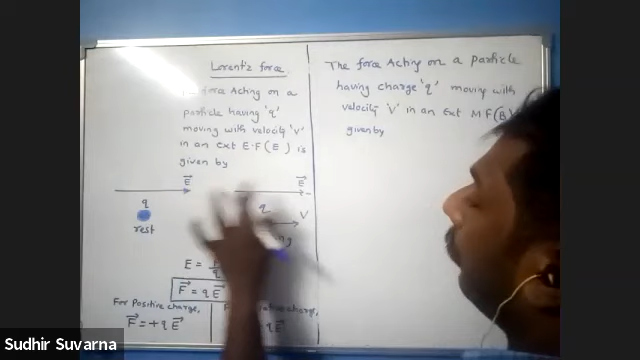 Lorentz force.
force Acting on a
particle having 'q'
moving with velocity 'V'
in an ext E.F (E) is
given by
E
E
q
q
V
rest
E =
F = q E
For Positive charge,
charge,
F = +q E
qE
The force Acting on a particle
having charge 'q' moving with
velocity 'V' in an Ext M.F (B)
given by
Sudhir Suvarna